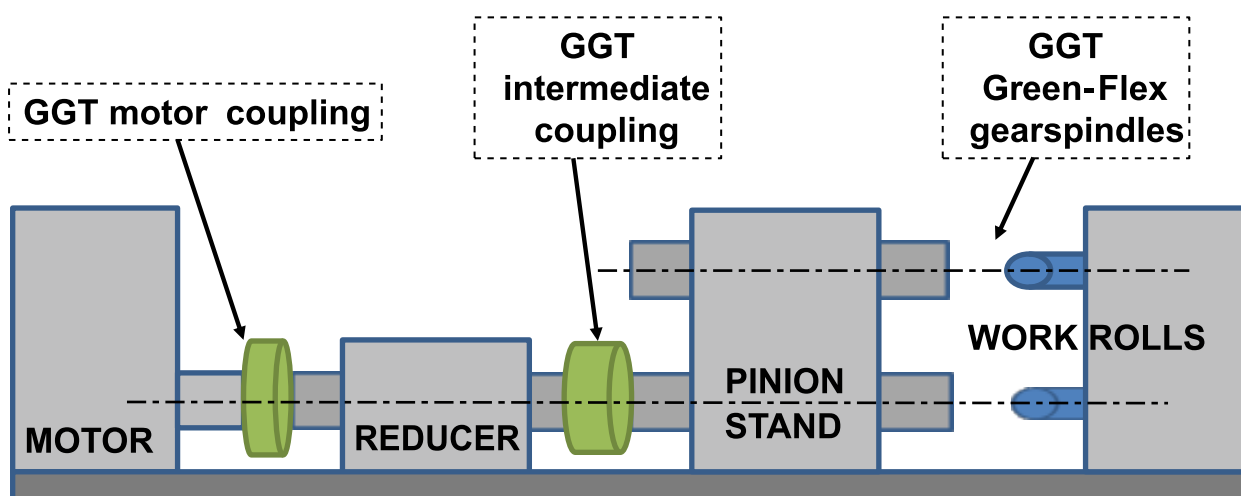 GGT motor coupling
GGT
intermediate
coupling
GGT
Green-Flex
gearspindles
MOTOR
REDUCER
PINION
STAND
WORK ROLLS